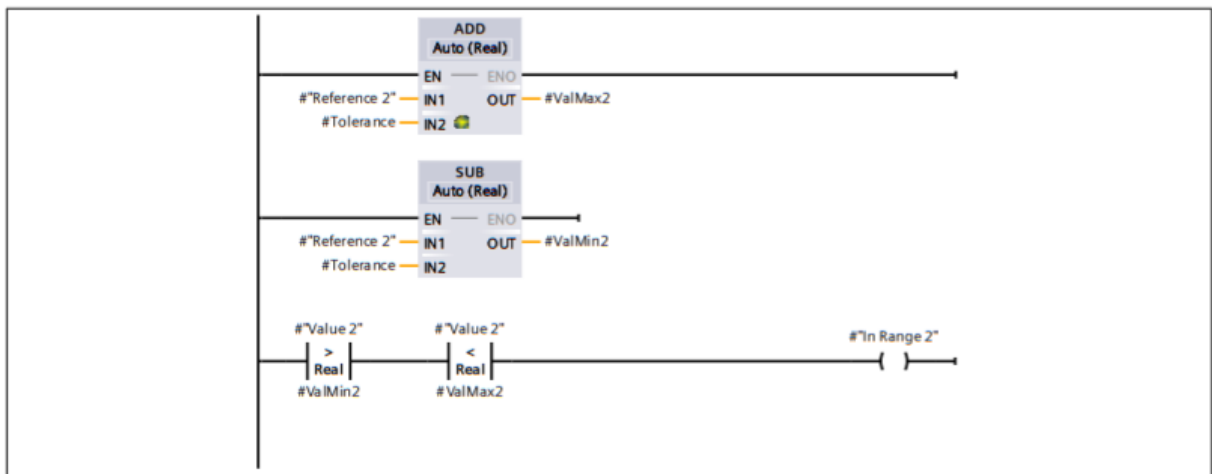 ADD
Auto (Real)
EN ENO
#"Reference 2" IN1 OUT #ValMax2
#Tolerance IN2
SUB
Auto (Real)
EN ENO
#"Reference 2" IN1 OUT #ValMin2
#Tolerance IN2
#"Value 2" #"Value 2" #"In Range 2"
> < ( )
Real Real
#ValMin2 #ValMax2